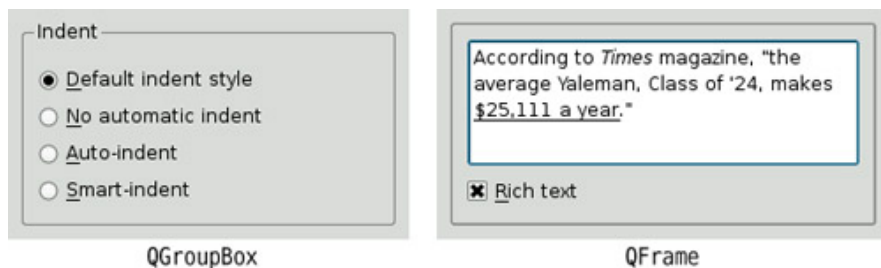 Indent
Default indent style
No automatic indent
Auto-indent
Smart-indent
QGroupBox
According to Times magazine, "the
average Yaleman, Class of '24, makes
$25,111 a year."
Rich text
QFrame